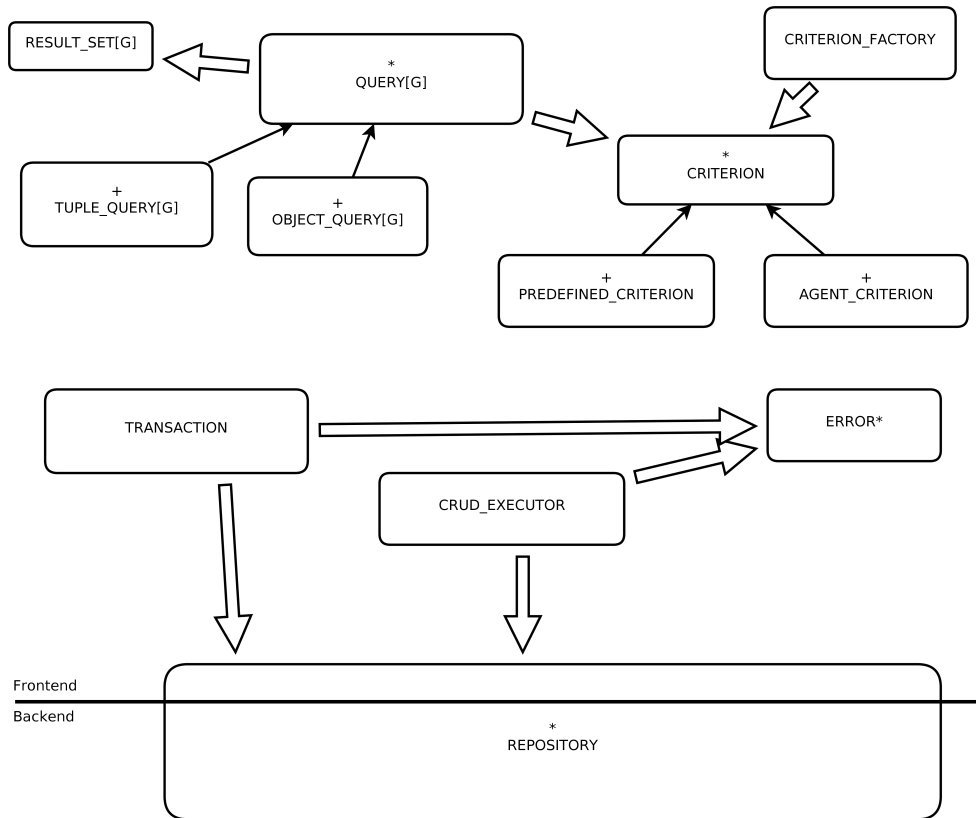 RESULT_SET[G]
*
QUERY[G]
CRITERION_FACTORY
*
CRITERION
+
TUPLE_QUERY[G]
+
OBJECT_QUERY[G]
+
PREDEFINED_CRITERION
+
AGENT_CRITERION
TRANSACTION
ERROR*
CRUD_EXECUTOR
Frontend
Backend
*
REPOSITORY